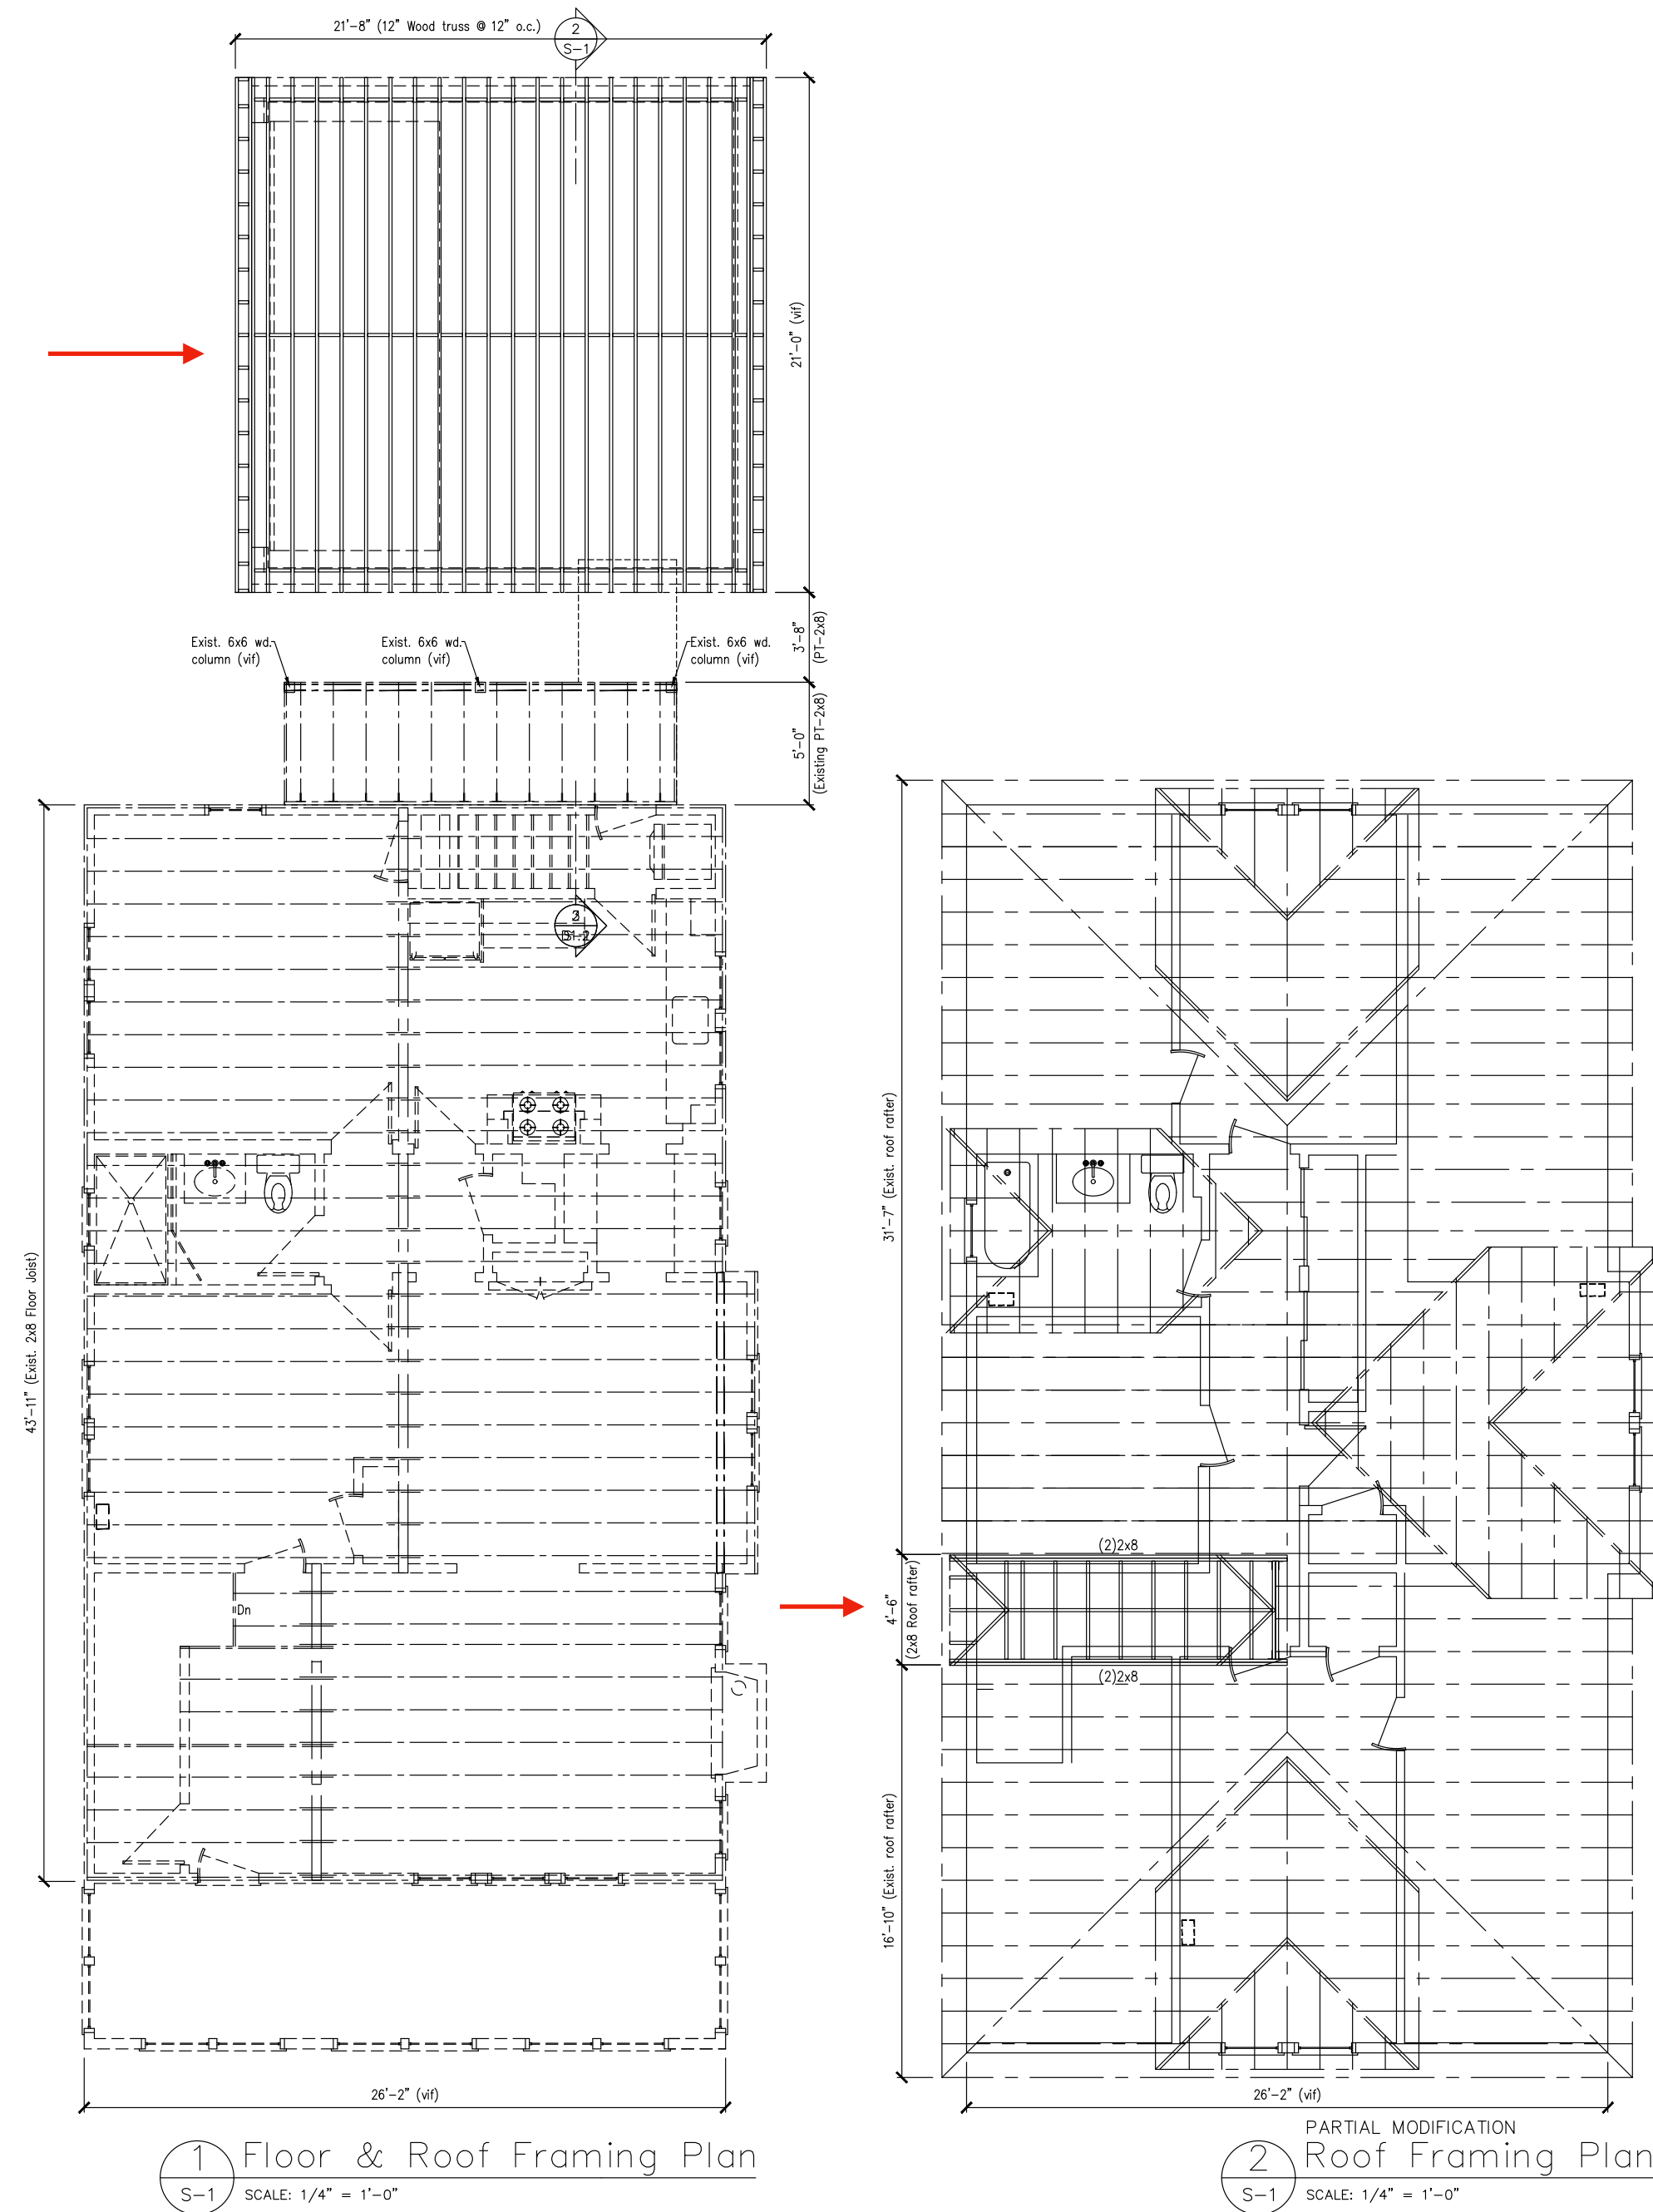 21'-8" (12" Wood truss @ 12" o.c.)
2
S-1
21'-0" (vif)
Exist. 6x6 wd.
column (vif)
Exist. 6x6 wd.
column (vif)
Exist. 6x6 wd.
column (vif)
3'-8"
(PT-2x8)
5'-0"
(Existing PT-2x8)
43'-11" (Exist. 2x8 Floor Joist)
Dn
26'-2" (vif)
1
S-1
Floor & Roof Framing Plan
SCALE: 1/4" = 1'-0"
31'-7" (Exist. roof rafter)
(2)2x8
4'-6"
(2x8 Roof rafter)
(2)2x8
16'-10" (Exist. roof rafter)
26'-2" (vif)
PARTIAL MODIFICATION
2
S-1
Roof Framing Plan
SCALE: 1/4" = 1'-0"